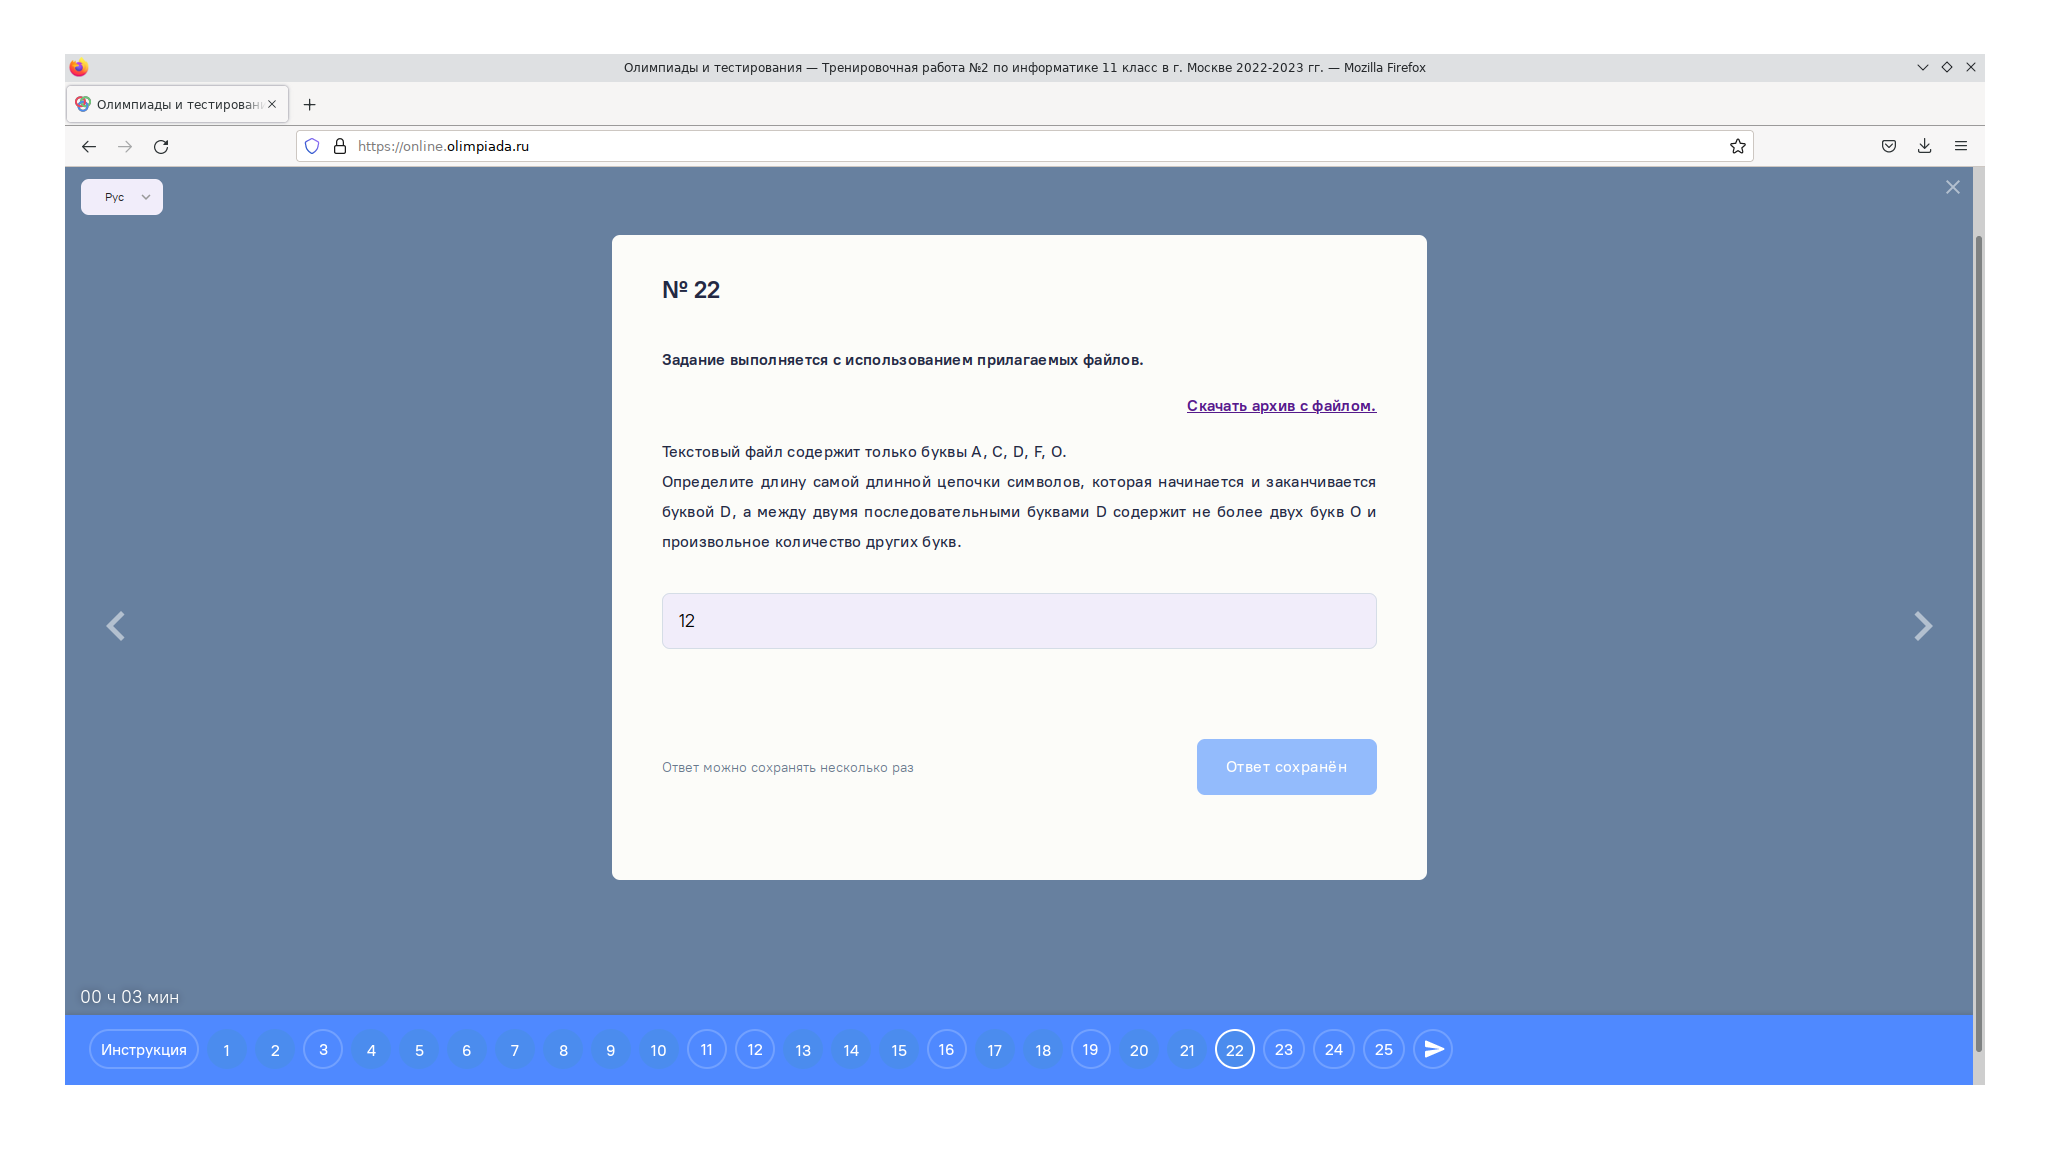 Олимпиады и тестирования — Тренировочная работа №2 по информатике 11 класс в г. Москве 2022-2023 гг. — Mozilla Firefox
Олимпиады и тестировани
https://online.olimpiada.ru
Рус
№ 22
Задание выполняется с использованием прилагаемых файлов.
Скачать архив с файлом.
Текстовый файл содержит только буквы A, C, D, F, O.
Определите длину самой длинной цепочки символов, которая начинается и заканчивается
буквой D, а между двумя последовательными буквами D содержит не более двух букв O и
произвольное количество других букв.
12
Ответ можно сохранять несколько раз
Ответ сохранён
00 ч 03 мин
Инструкция 1 2 3 4 5 6 7 8 9 10 11 12 13 14 15 16 17 18 19 20 21 22 23 24 25